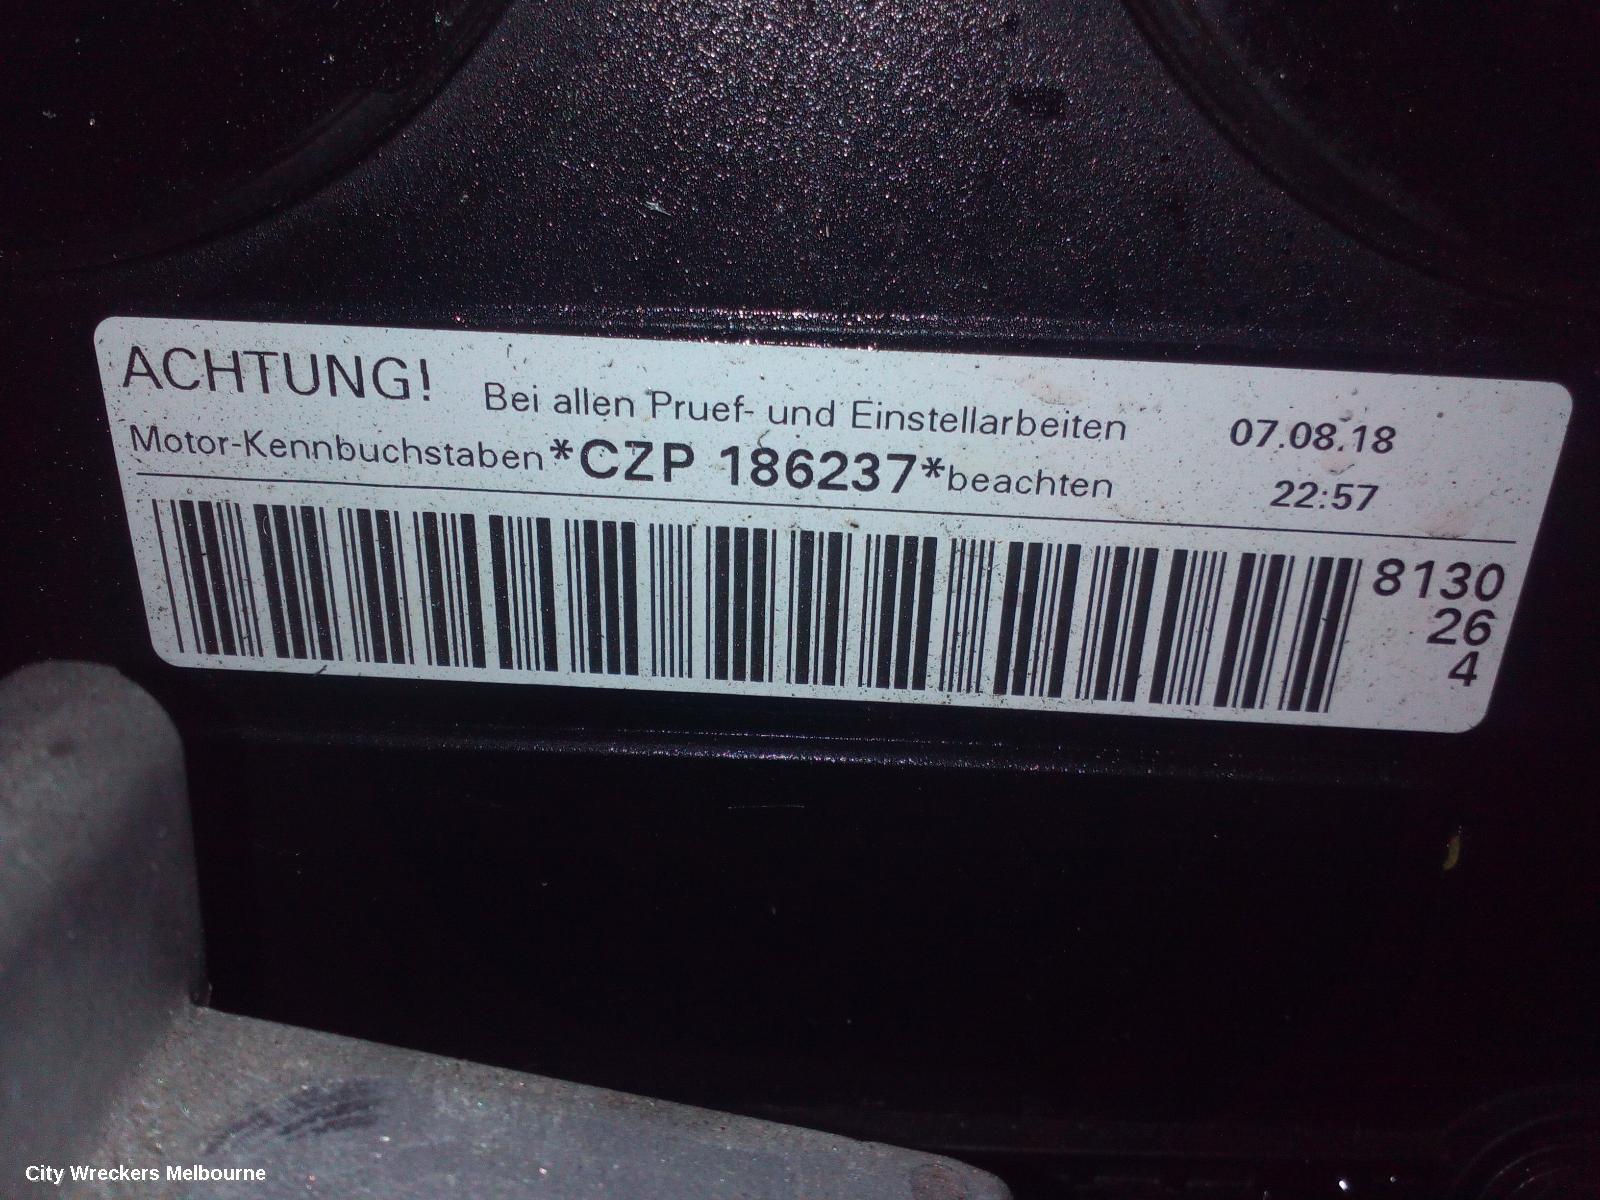 ACHTUNG! Bei allen Pruef- und Einstellarbeiten 07.08.18
Motor-Kennbuchstaben *CZP 186237* beachten 22:57
8130
26
4
City Wreckers Melbourne